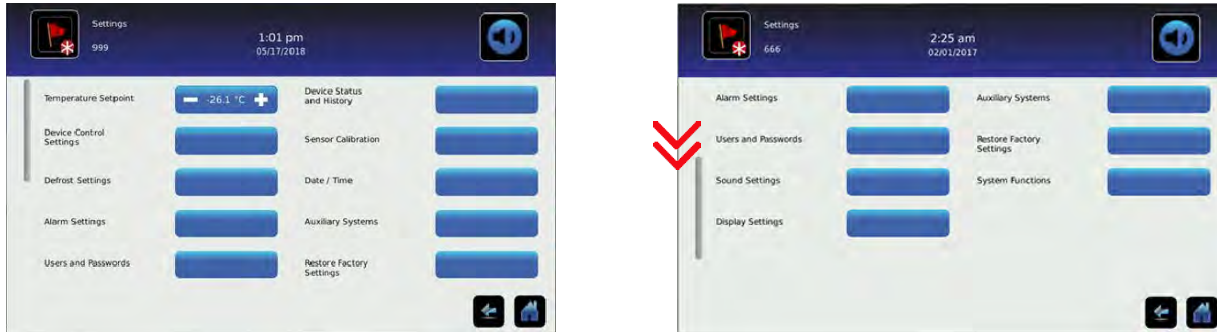 Settings
999
1:01 pm
05/17/2018
Temperature Setpoint
-26.1 °C
Device Control
Settings
Defrost Settings
Alarm Settings
Users and Passwords
Device Status
and History
Sensor Calibration
Date / Time
Auxiliary Systems
Restore Factory
Settings
Settings
666
2:25 am
02/01/2017
Alarm Settings
Users and Passwords
Sound Settings
Display Settings
Auxiliary Systems
Restore Factory
Settings
System Functions